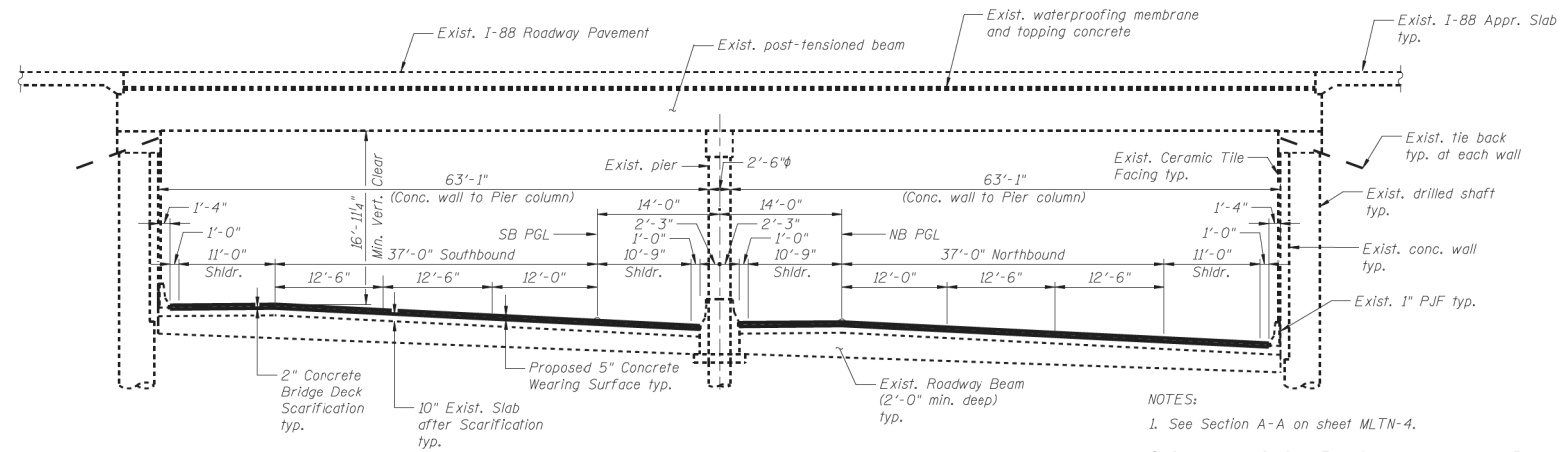 Exist. I-88 Roadway Pavement
Exist. post-tensioned beam
Exist. waterproofing membrane
and topping concrete
Exist. I-88 Appr. Slab
typ.
Exist. tie back
typ. at each wall
Exist. pier
2'-6"ϕ
Exist. Ceramic Tile
Facing typ.
63'-1"
(Conc. wall to Pier column)
63'-1"
(Conc. wall to Pier column)
Exist. drilled shaft
typ.
16'-11¼"
Min. Vert. Clear
1'-4"
1'-0"
14'-0"
14'-0"
1'-4"
1'-0"
SB PGL
2'-3"
2'-3"
NB PGL
1'-0"
1'-0"
11'-0"
Shldr.
37'-0" Southbound
10'-9"
Shldr.
10'-9"
Shldr.
37'-0" Northbound
11'-0"
Shldr.
Exist. conc. wall
typ.
12'-6"
12'-6"
12'-0"
12'-0"
12'-6"
12'-6"
Exist. 1" PJF typ.
2" Concrete
Bridge Deck
Scarification
typ.
10" Exist. Slab
after Scarification
typ.
Proposed 5" Concrete
Wearing Surface typ.
Exist. Roadway Beam
(2'-0" min. deep)
typ.
NOTES:
1. See Section A-A on sheet MLTN-4.